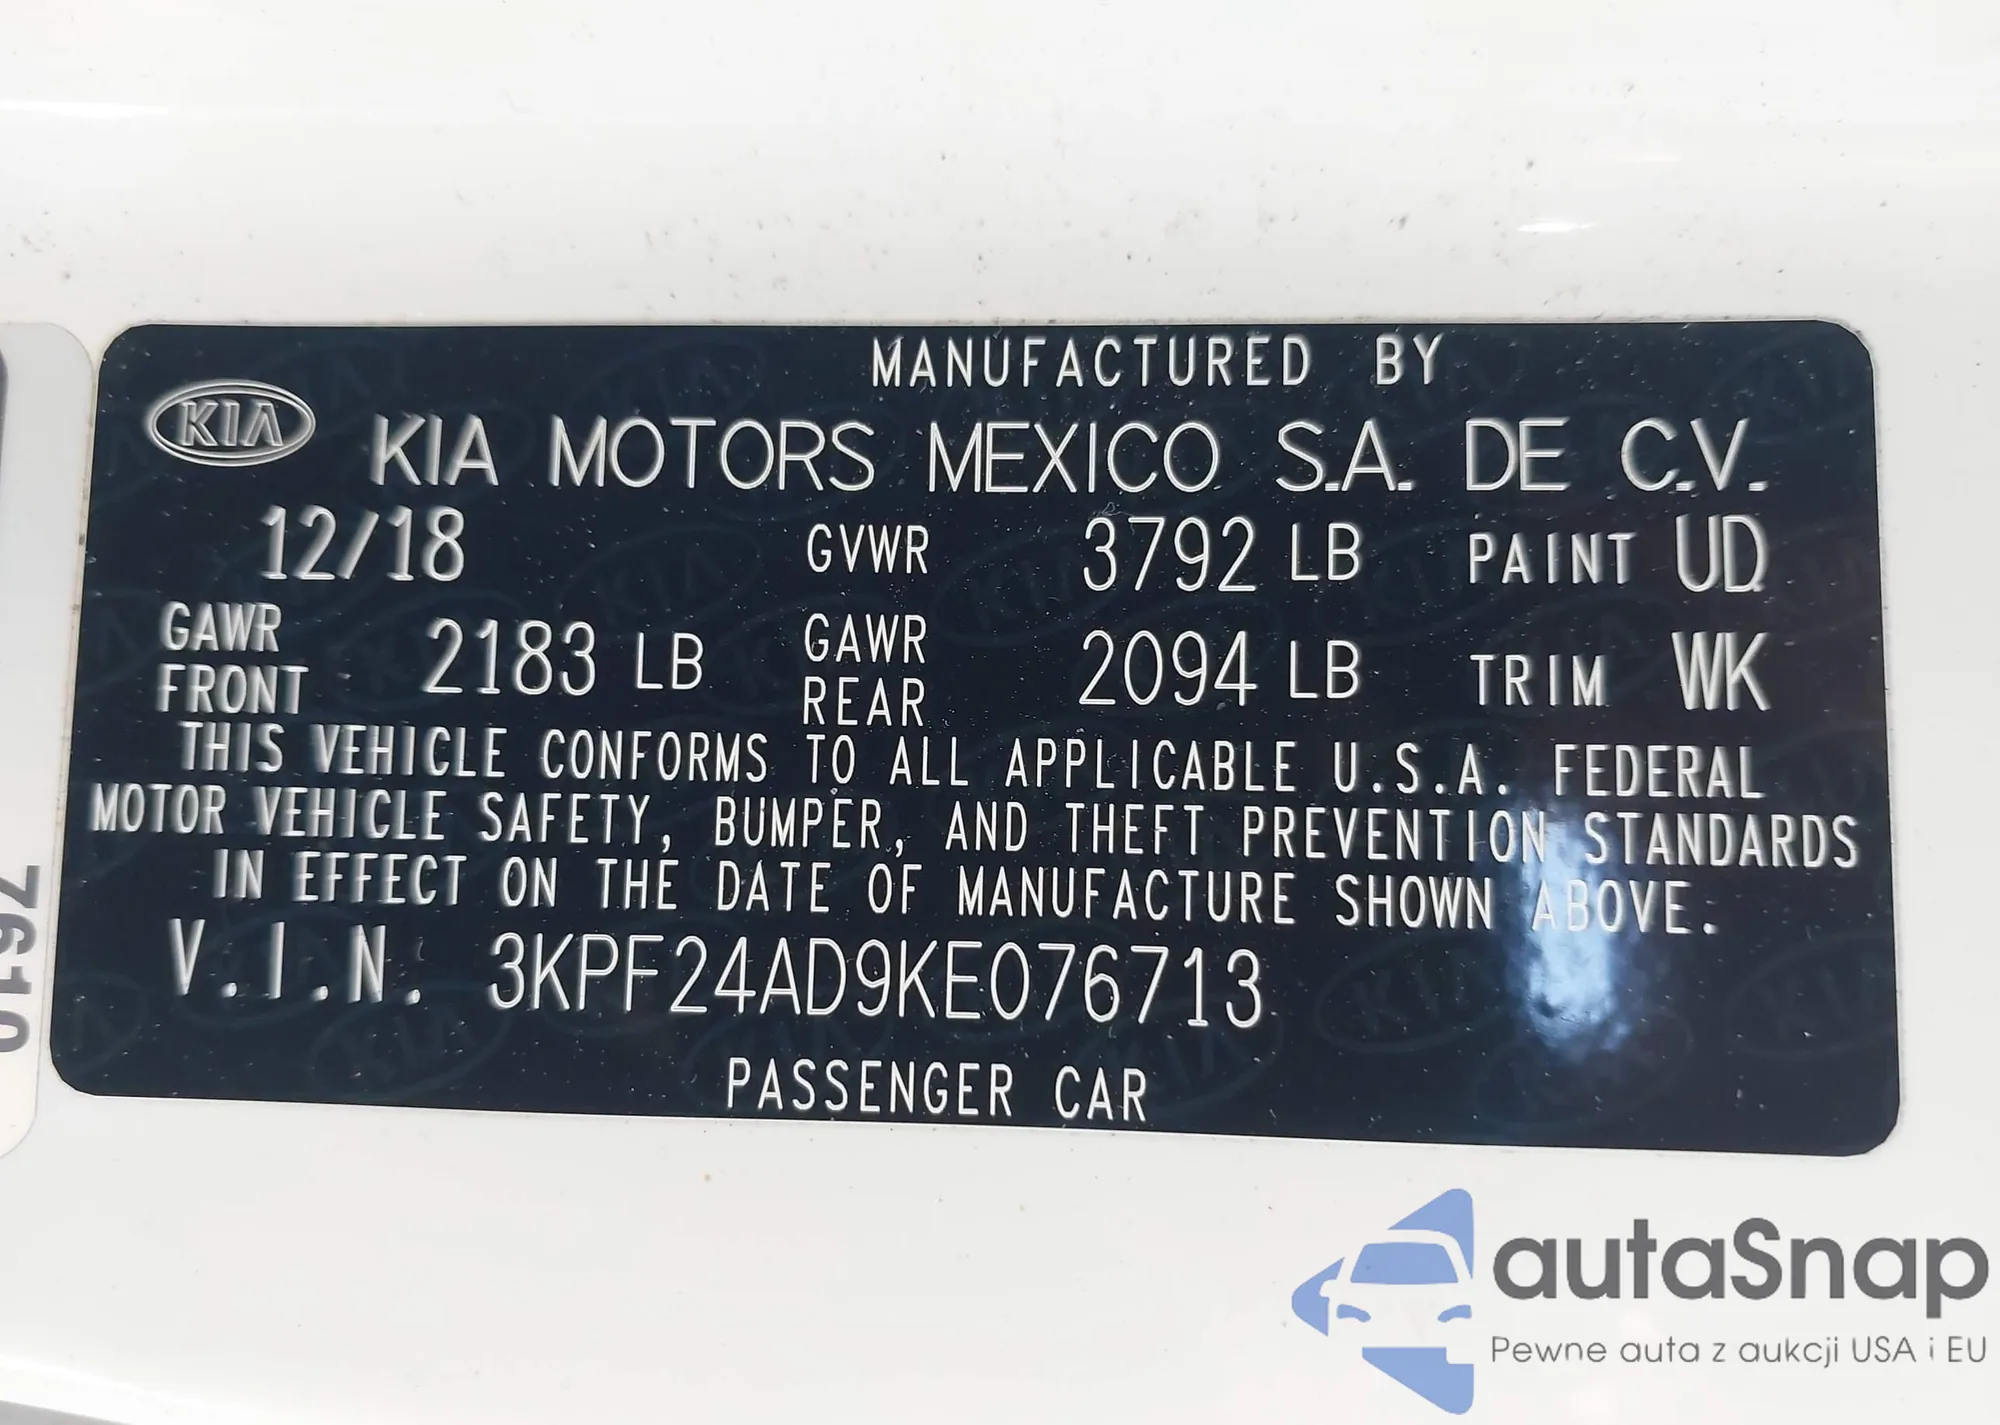 MANUFACTURED BY
KIA KIA MOTORS MEXICO S.A. DE C.V.
12/18 GVWR 3792 LB PAINT UD
GAWR FRONT 2183 LB GAWR REAR 2094 LB TRIM WK
THIS VEHICLE CONFORMS TO ALL APPLICABLE U.S.A. FEDERAL
MOTOR VEHICLE SAFETY, BUMPER, AND THEFT PREVENTION STANDARDS
IN EFFECT ON THE DATE OF MANUFACTURE SHOWN ABOVE.
V.I.N. 3KPF24AD9KE076713
PASSENGER CAR
7610
autaSnap
Pewne auta z aukcji USA i EU